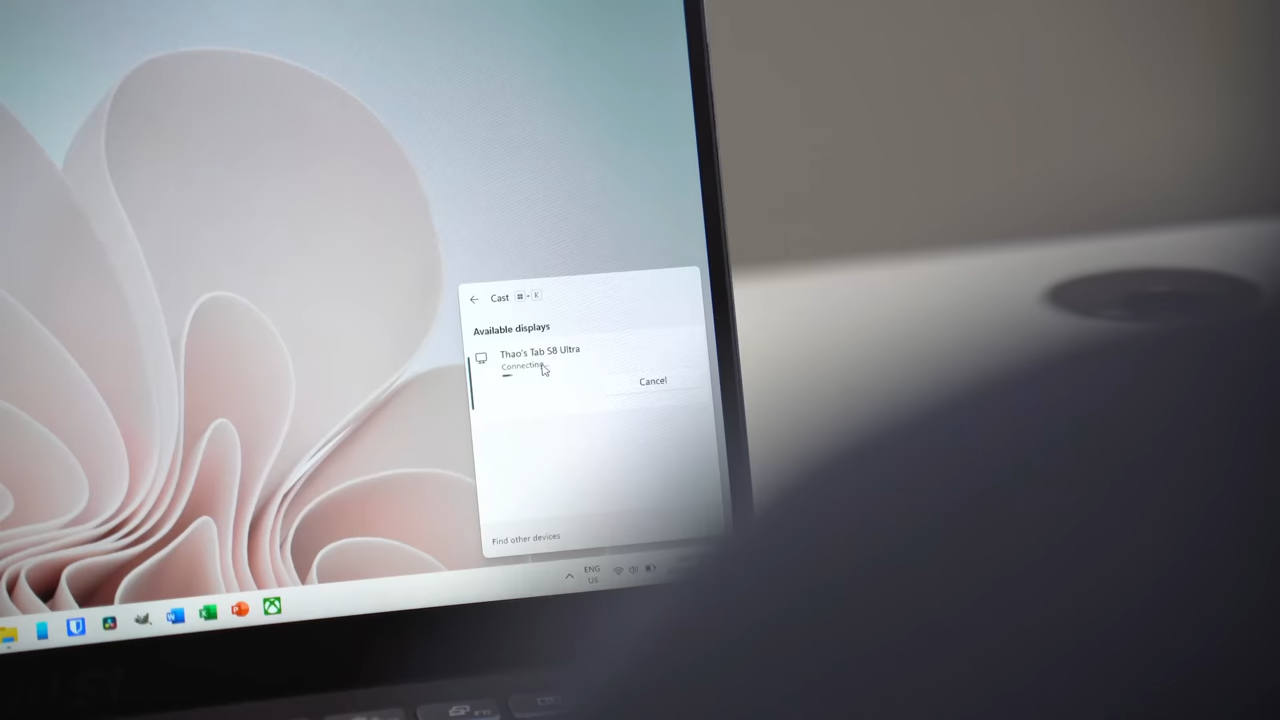 Cast + K
Available displays
Thao's Tab S8 Ultra
Connecting
Cancel
Find other devices
ENG
US